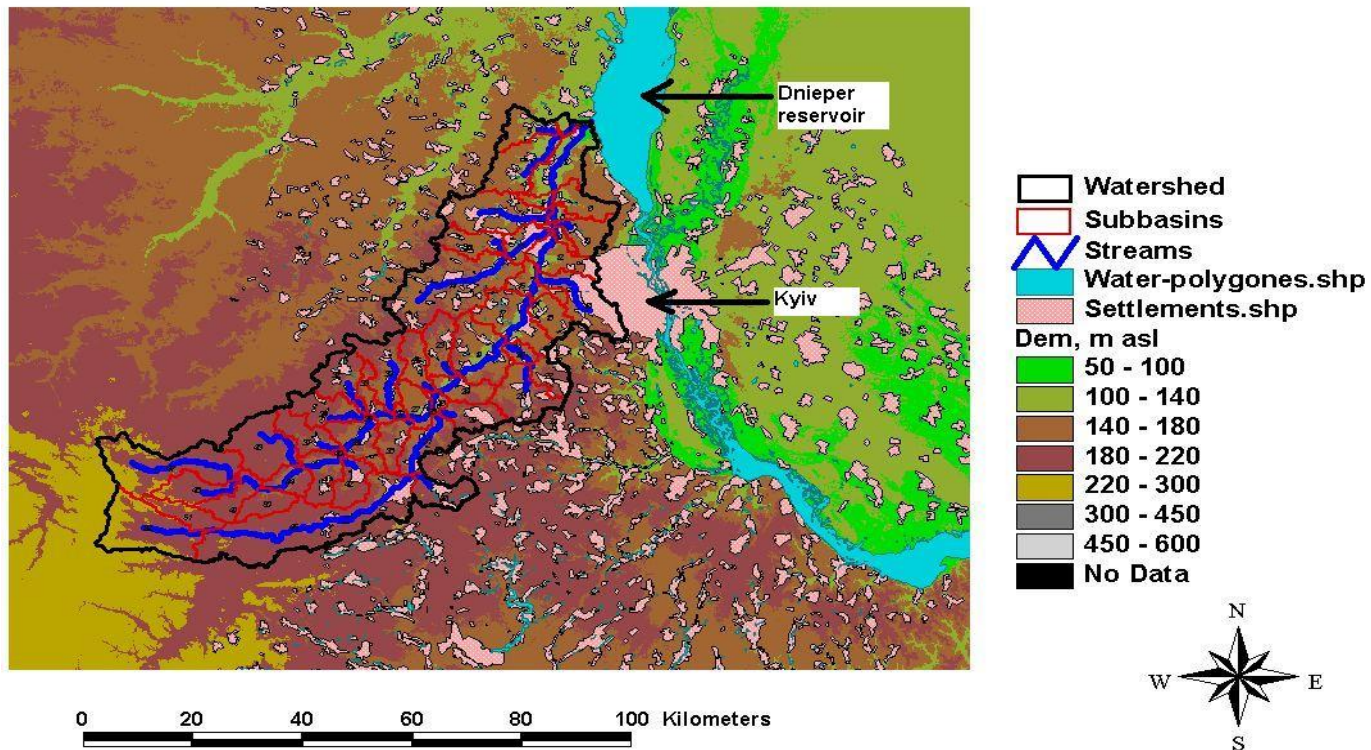 Dnieper
reservoir
Kyiv
Watershed
Subbasins
Streams
Water-polygones.shp
Settlements.shp
Dem, m asl
50 - 100
100 - 140
140 - 180
180 - 220
220 - 300
300 - 450
450 - 600
No Data
N
W E
S
0 20 40 60 80 100 Kilometers